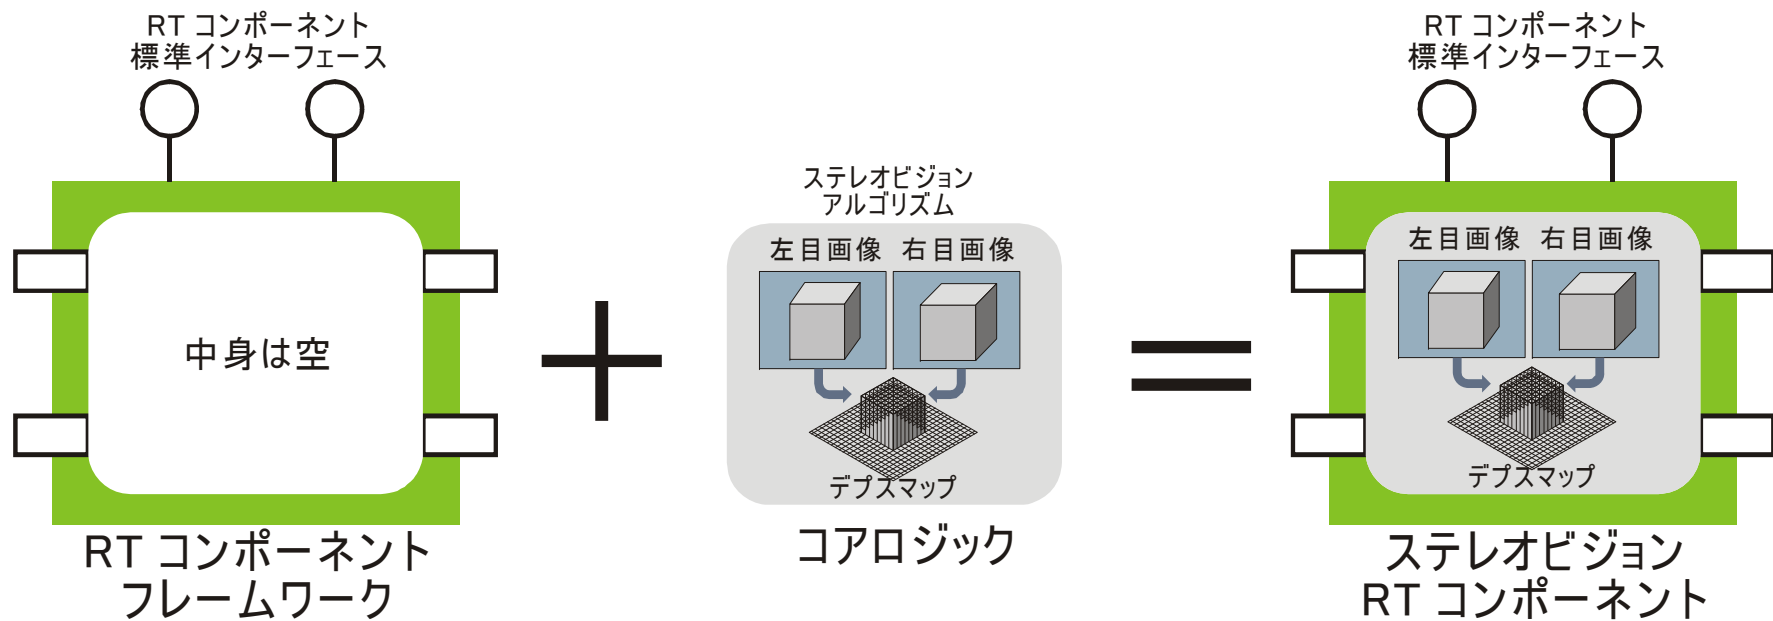 RT コンポーネント
標準インターフェース
中身は空
RT コンポーネント
フレームワーク
ステレオビジョン
アルゴリズム
左目画像 右目画像
デプスマップ
コアロジック
RT コンポーネント
標準インターフェース
左目画像 右目画像
デプスマップ
ステレオビジョン
RT コンポーネント